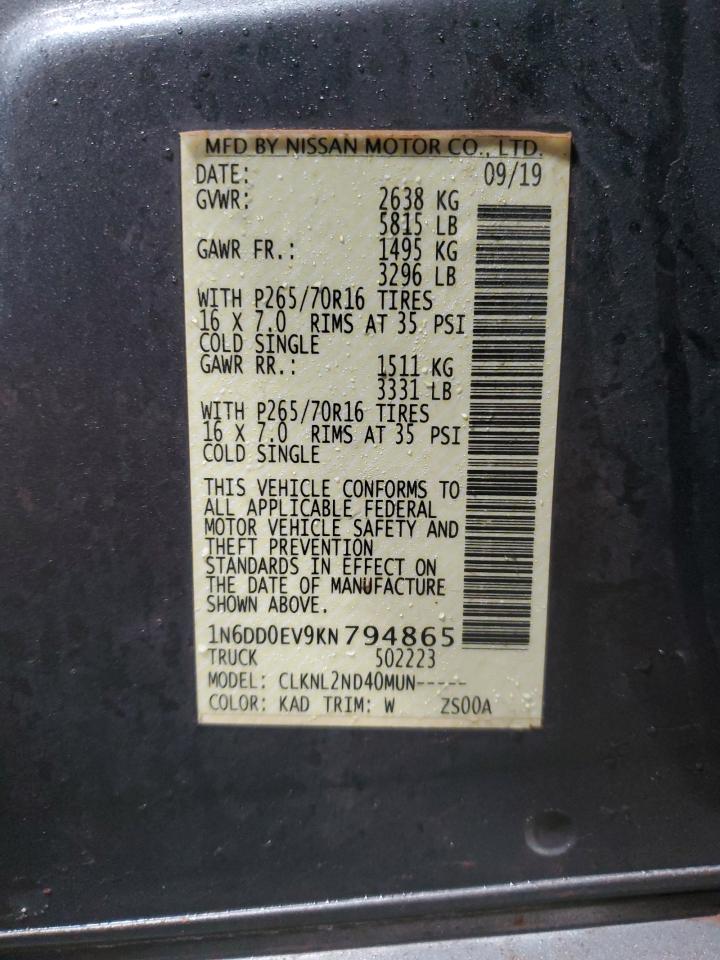 MFD BY NISSAN MOTOR CO., LTD.
DATE: 09/19
GVWR: 2638 KG
5815 LB
GAWR FR.: 1495 KG
3296 LB
WITH P265/70R16 TIRES
16 X 7.0 RIMS AT 35 PSI
COLD SINGLE
GAWR RR.: 1511 KG
3331 LB
WITH P265/70R16 TIRES
16 X 7.0 RIMS AT 35 PSI
COLD SINGLE
THIS VEHICLE CONFORMS TO
ALL APPLICABLE FEDERAL
MOTOR VEHICLE SAFETY AND
THEFT PREVENTION
STANDARDS IN EFFECT ON
THE DATE OF MANUFACTURE
SHOWN ABOVE.
1N6DD0EV9KN 794865
TRUCK 502223
MODEL: CLKNL2ND40MUN-----
COLOR: KAD TRIM: W ZS00A